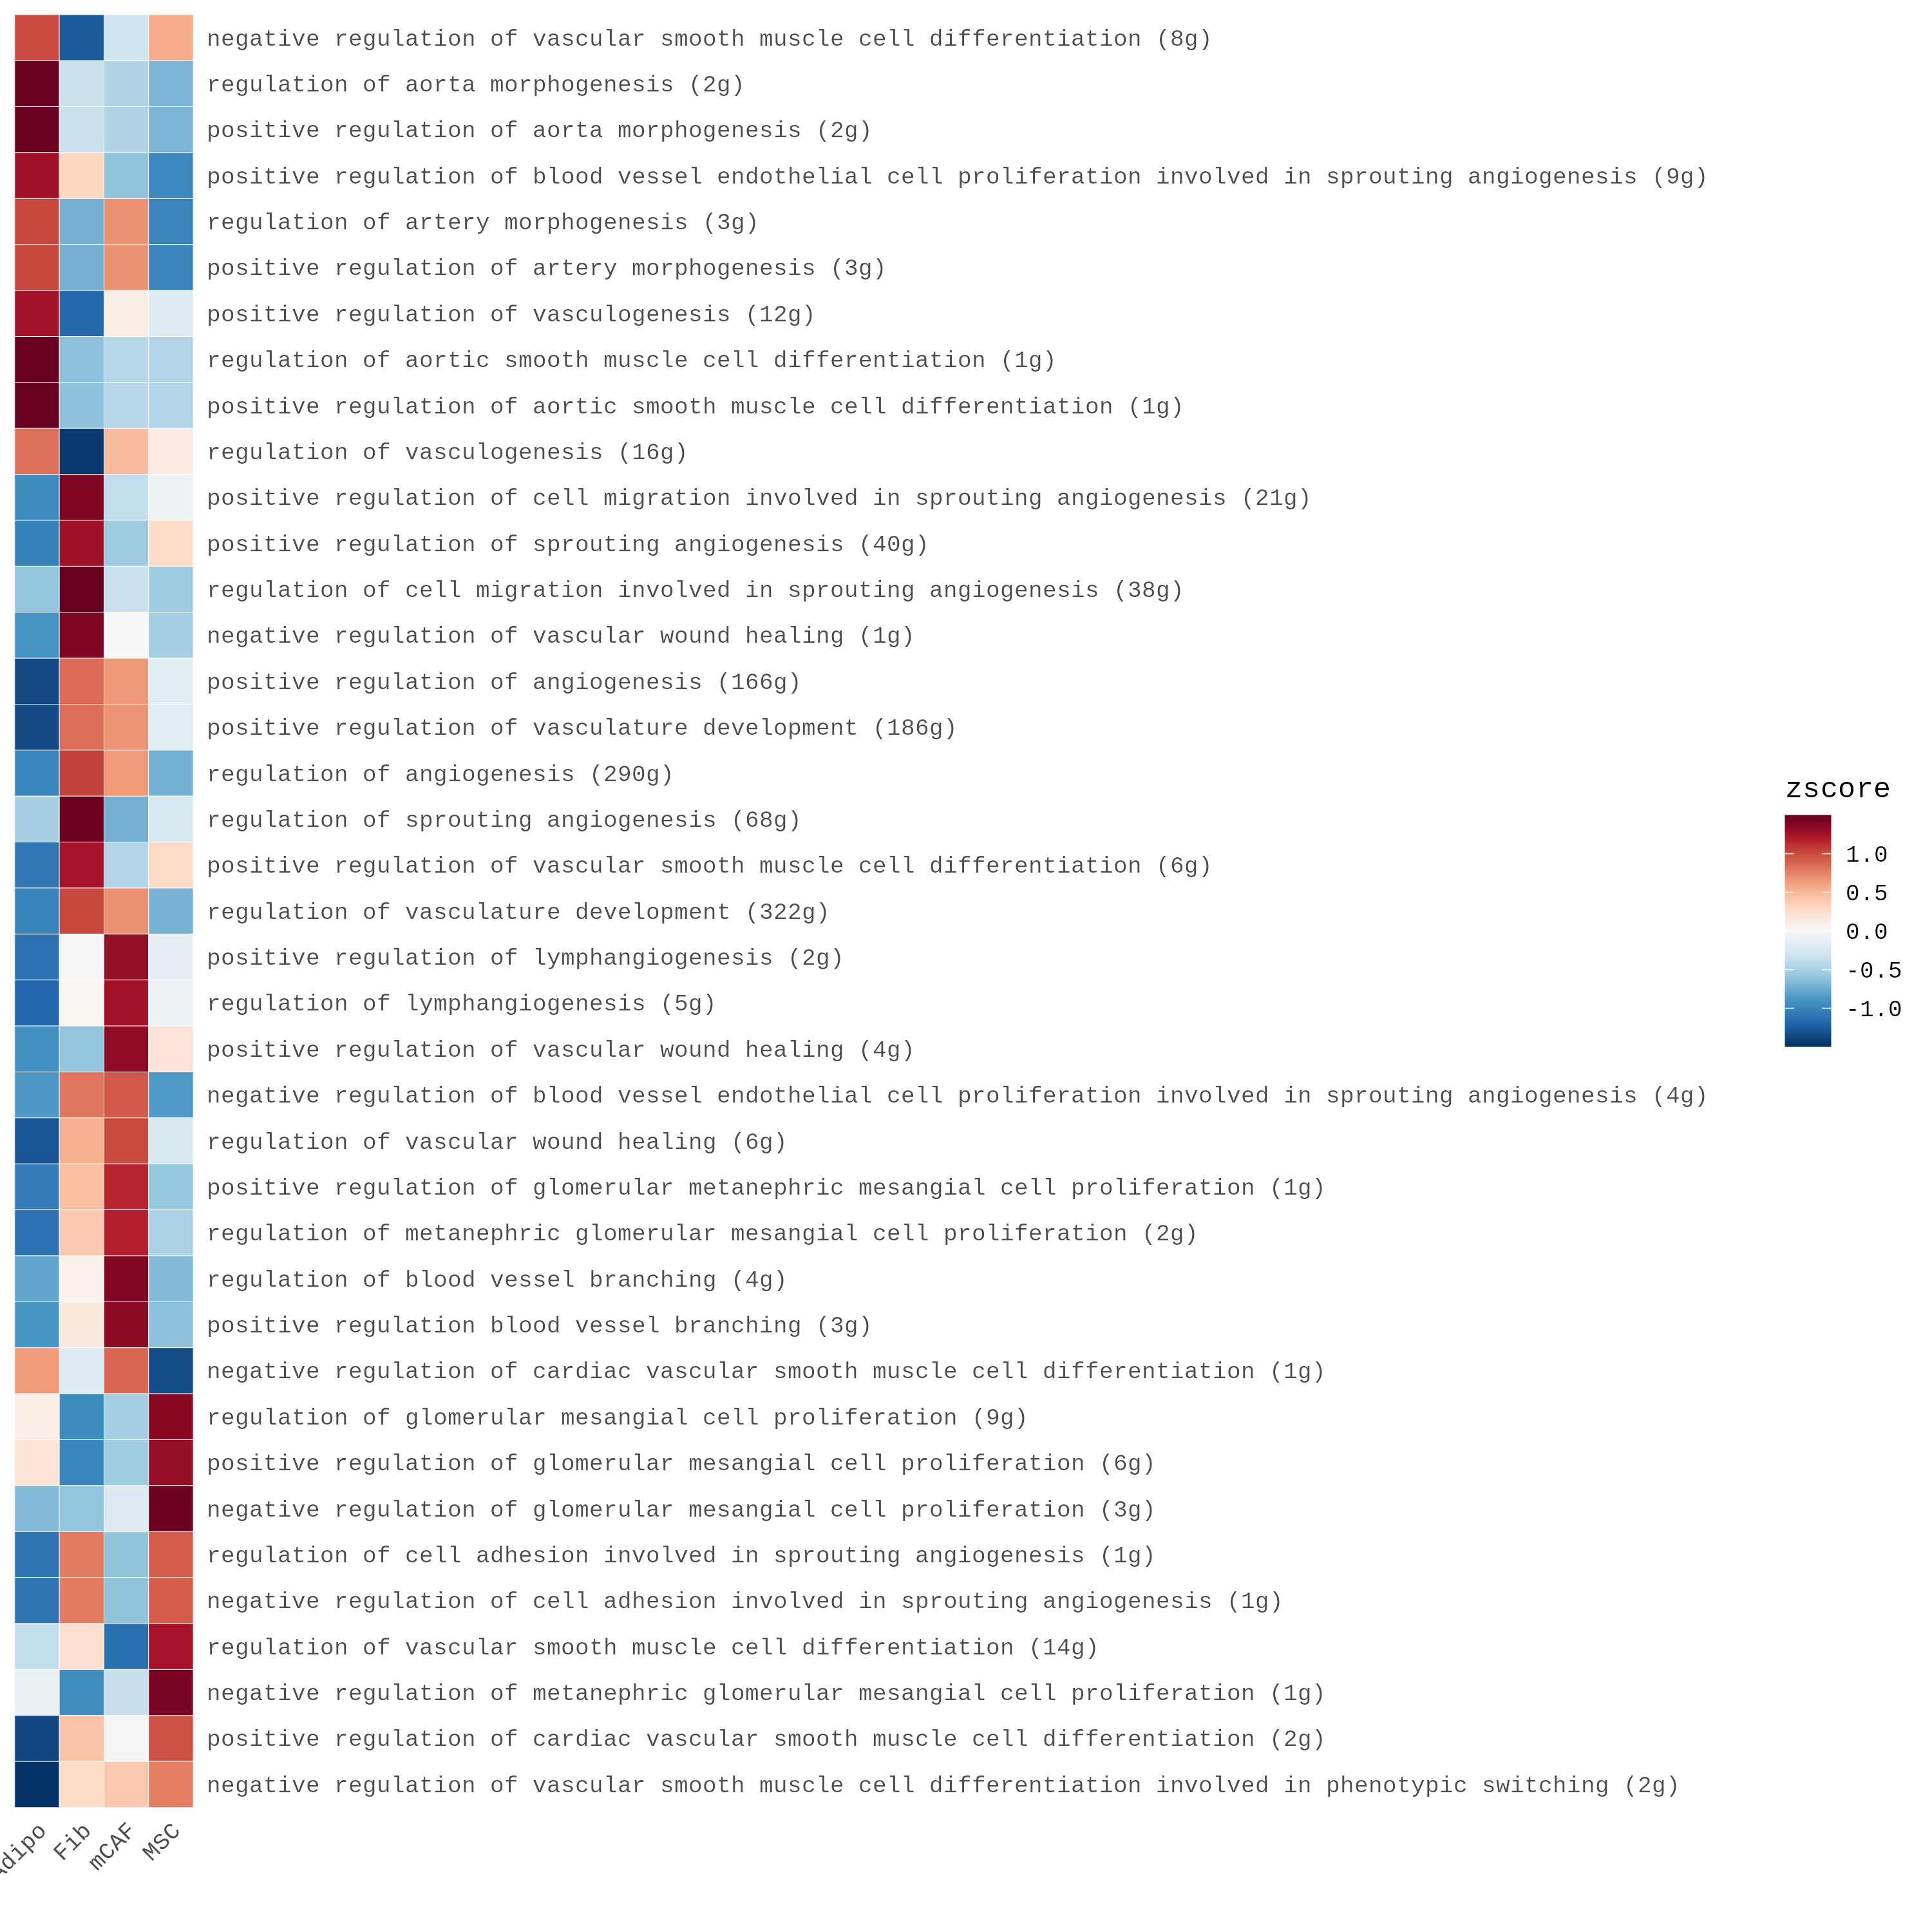 negative regulation of vascular smooth muscle cell differentiation (8g)
regulation of aorta morphogenesis (2g)
positive regulation of aorta morphogenesis (2g)
positive regulation of blood vessel endothelial cell proliferation involved in sprouting angiogenesis (9g)
regulation of artery morphogenesis (3g)
positive regulation of artery morphogenesis (3g)
positive regulation of vasculogenesis (12g)
regulation of aortic smooth muscle cell differentiation (1g)
positive regulation of aortic smooth muscle cell differentiation (1g)
regulation of vasculogenesis (16g)
positive regulation of cell migration involved in sprouting angiogenesis (21g)
positive regulation of sprouting angiogenesis (40g)
regulation of cell migration involved in sprouting angiogenesis (38g)
negative regulation of vascular wound healing (1g)
positive regulation of angiogenesis (166g)
positive regulation of vasculature development (186g)
regulation of angiogenesis (290g)
regulation of sprouting angiogenesis (68g)
positive regulation of vascular smooth muscle cell differentiation (6g)
regulation of vasculature development (322g)
positive regulation of lymphangiogenesis (2g)
regulation of lymphangiogenesis (5g)
positive regulation of vascular wound healing (4g)
negative regulation of blood vessel endothelial cell proliferation involved in sprouting angiogenesis (4g)
regulation of vascular wound healing (6g)
positive regulation of glomerular metanephric mesangial cell proliferation (1g)
regulation of metanephric glomerular mesangial cell proliferation (2g)
regulation of blood vessel branching (4g)
positive regulation blood vessel branching (3g)
negative regulation of cardiac vascular smooth muscle cell differentiation (1g)
regulation of glomerular mesangial cell proliferation (9g)
positive regulation of glomerular mesangial cell proliferation (6g)
negative regulation of glomerular mesangial cell proliferation (3g)
regulation of cell adhesion involved in sprouting angiogenesis (1g)
negative regulation of cell adhesion involved in sprouting angiogenesis (1g)
regulation of vascular smooth muscle cell differentiation (14g)
negative regulation of metanephric glomerular mesangial cell proliferation (1g)
positive regulation of cardiac vascular smooth muscle cell differentiation (2g)
negative regulation of vascular smooth muscle cell differentiation involved in phenotypic switching (2g)
Adipo
Fib
mCAF
MSC
zscore
1.0
0.5
0.0
-0.5
-1.0